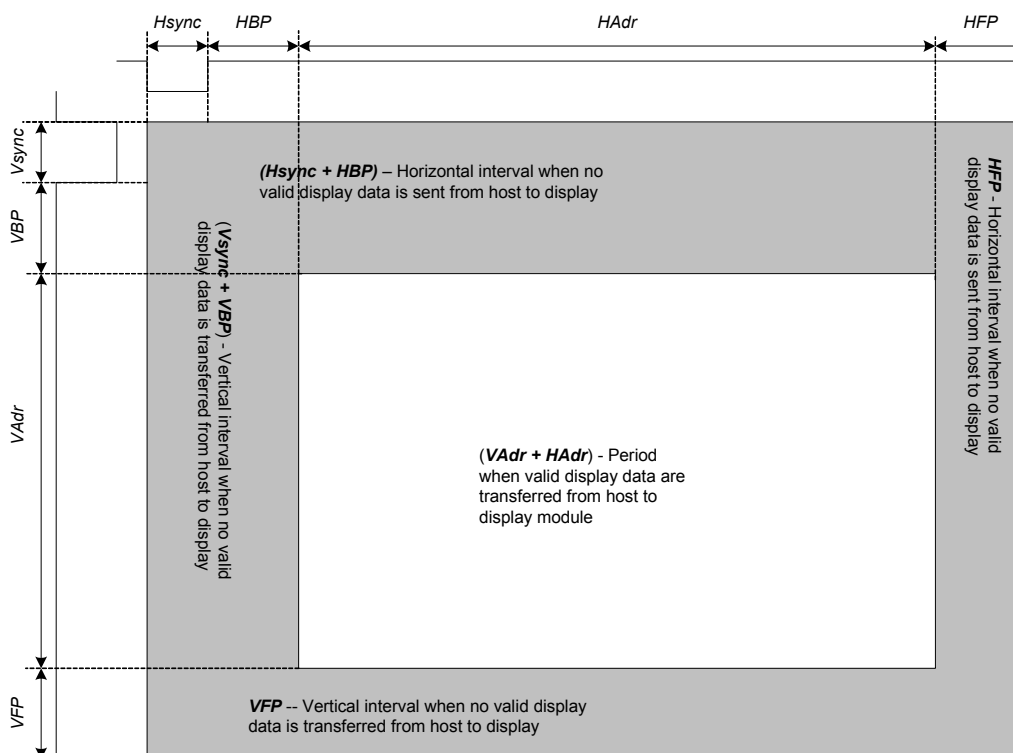 Hsync HBP HAdr HFP
Vsync
VBP
VAdr
VFP
(Hsync + HBP) – Horizontal interval when no
valid display data is sent from host to display
(Vsync + VBP) - Vertical interval when no valid
display data is transferred from host to display
HFP - Horizontal interval when no valid
display data is sent from host to display
(VAdr + HAdr) - Period
when valid display data are
transferred from host to
display module
VFP -- Vertical interval when no valid display
data is transferred from host to display